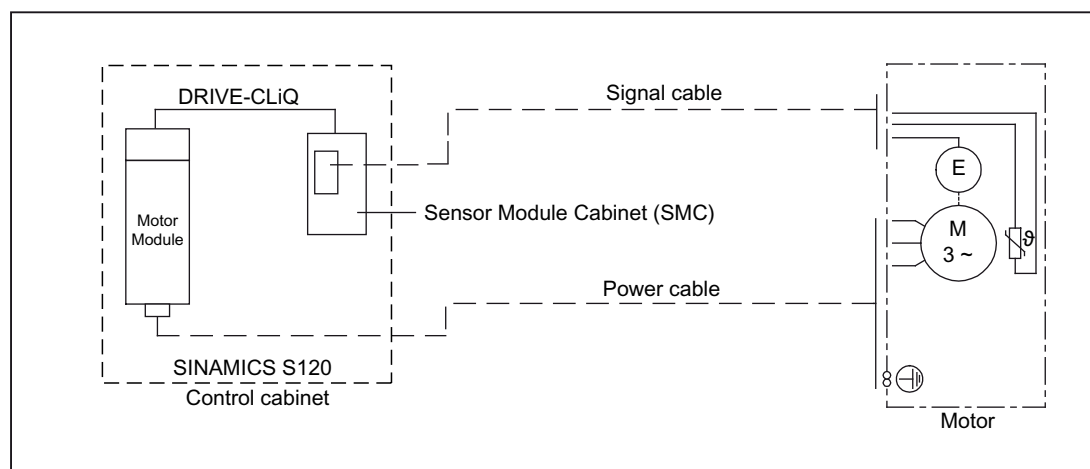 DRIVE-CLiQ
Signal cable
Motor
Module
Sensor Module Cabinet (SMC)
E
M
3 ~
ϑ
Power cable
SINAMICS S120
Control cabinet
Motor